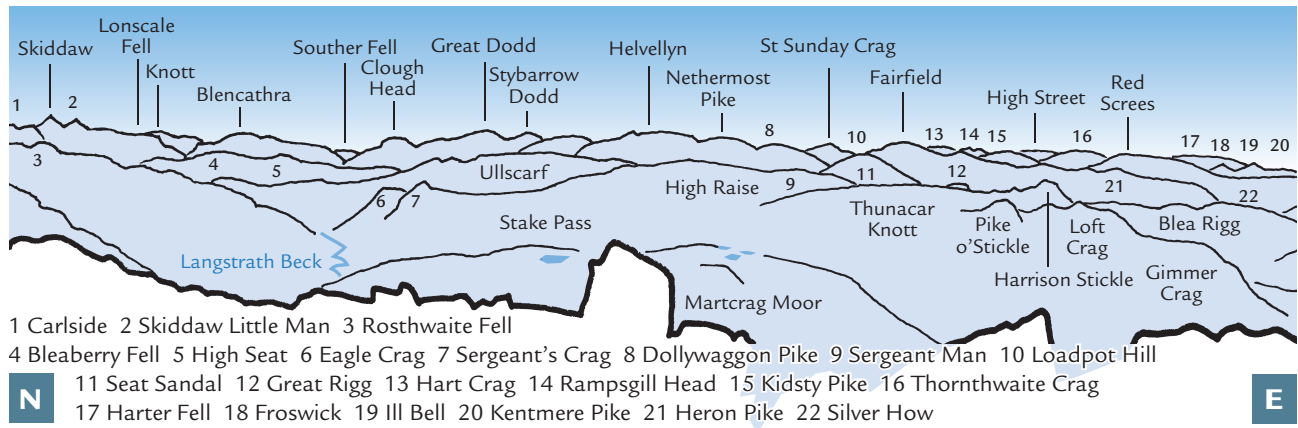 Skiddaw
Lonscale
Fell
Knott
Blencathra
Souther Fell
Clough
Head
Great Dodd
Stybarrow
Dodd
Helvellyn
Nethermost
Pike
St Sunday Crag
Fairfield
High Street
Red
Screes
1
2
3
4
5
6
7
8
9
10
11
12
13
14
15
16
17
18
19
20
21
22
Ullscarf
High Raise
Stake Pass
Langstrath Beck
Martcrag Moor
Thunacar
Knott
Pike
o'Stickle
Harrison Stickle
Loft
Crag
Gimmer
Crag
Blea Rigg
1 Carlside 2 Skiddaw Little Man 3 Rosthwaite Fell
4 Bleaberry Fell 5 High Seat 6 Eagle Crag 7 Sergeant's Crag 8 Dollywaggon Pike 9 Sergeant Man 10 Loadpot Hill
11 Seat Sandal 12 Great Rigg 13 Hart Crag 14 Rampsgill Head 15 Kidsty Pike 16 Thornthwaite Crag
17 Harter Fell 18 Froswick 19 Ill Bell 20 Kentmere Pike 21 Heron Pike 22 Silver How
N
E